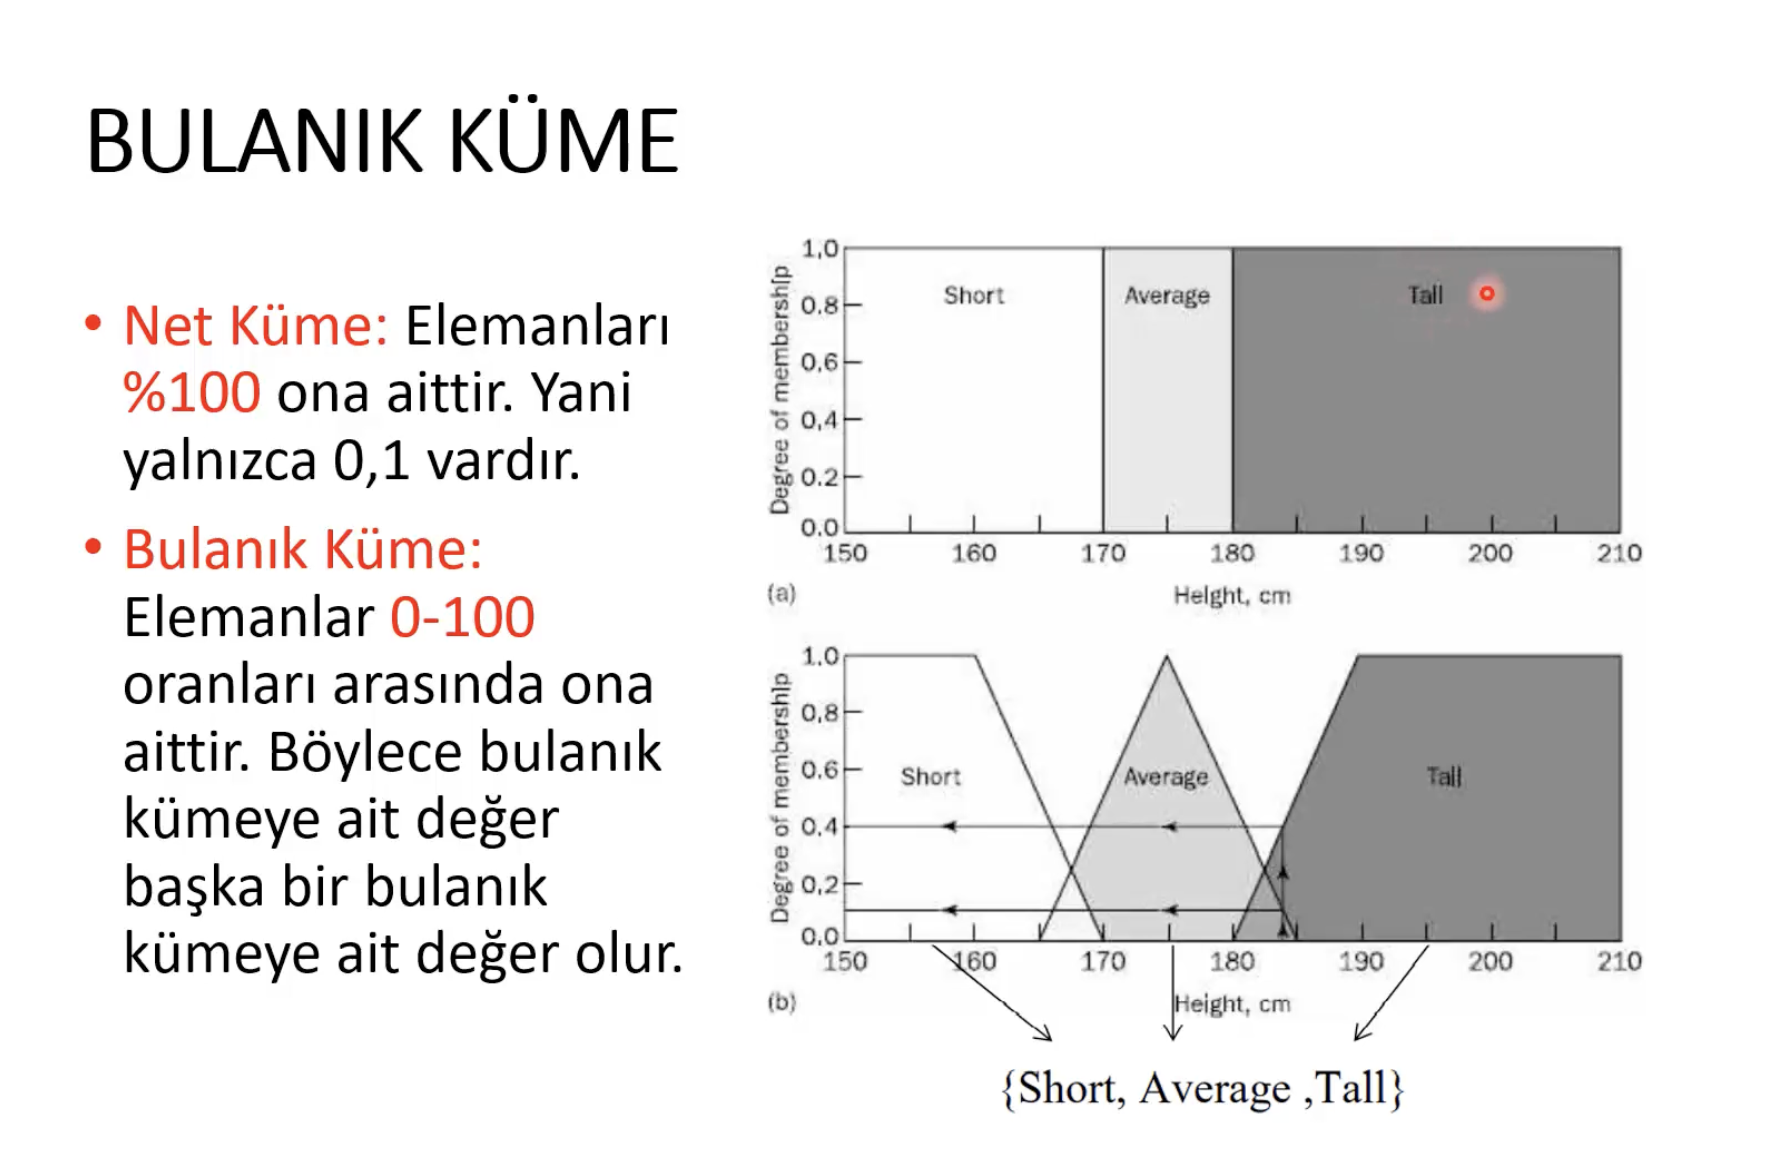 BULANIK KÜME
• Net Küme: Elemanları
%100 ona aittir. Yani
yalnızca 0,1 vardır.
• Bulanık Küme:
Elemanlar 0-100
oranları arasında ona
aittir. Böylece bulanık
kümeye ait değer
başka bir bulanık
kümeye ait değer olur.
Degree of membership
1,0
0.8
0,6
0,4
0.2
0.0
Short
Average
Tall
150 160 170 180 190 200 210
Height, cm
(a)
Degree of membership
1.0
0,8
0.6
0.4
0,2
0.0
Short
Average
Tall
150 160 170 180 190 200 210
Height, cm
(b)
{Short, Average ,Tall}